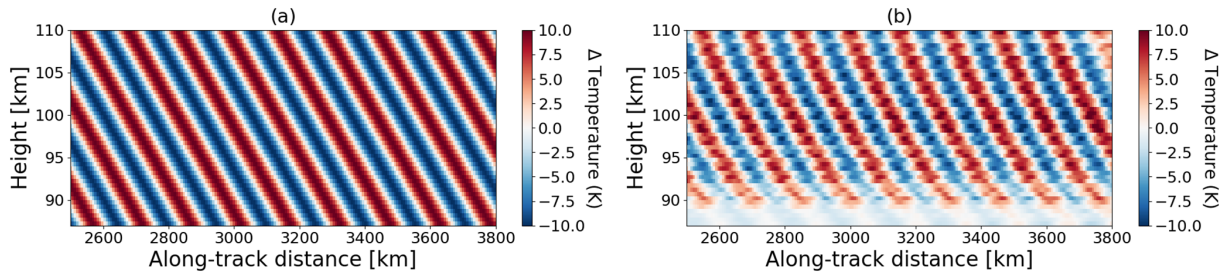 (a)
110
105
100
95
90
Height [km]
2600 2800 3000 3200 3400 3600 3800
Along-track distance [km]
10.0
7.5
5.0
2.5
0.0
−2.5
−5.0
−7.5
−10.0
Δ Temperature (K)
(b)
110
105
100
95
90
Height [km]
2600 2800 3000 3200 3400 3600 3800
Along-track distance [km]
10.0
7.5
5.0
2.5
0.0
−2.5
−5.0
−7.5
−10.0
Δ Temperature (K)